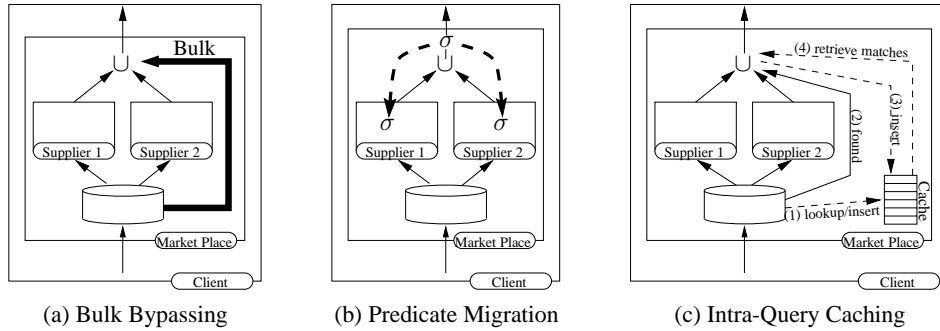 Bulk
∪
Supplier 1
Supplier 2
Market Place
Client
(a) Bulk Bypassing
σ
∪
σ
σ
Supplier 1
Supplier 2
Market Place
Client
(b) Predicate Migration
(4) retrieve matches
∪
(3) insert
(2) found
Supplier 1
Supplier 2
Cache
(1) lookup/insert
Market Place
Client
(c) Intra-Query Caching